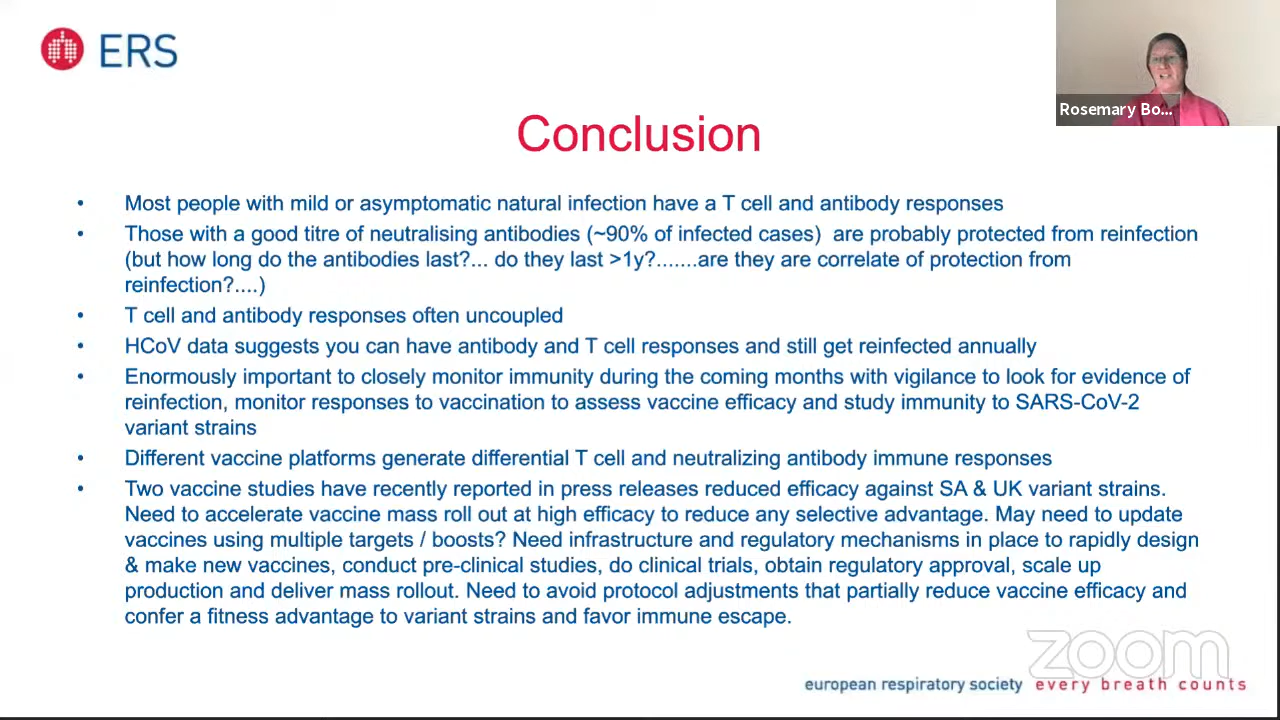 ERS
Rosemary Bo...
Conclusion
• Most people with mild or asymptomatic natural infection have a T cell and antibody responses
• Those with a good titre of neutralising antibodies (~90% of infected cases)  are probably protected from reinfection
(but how long do the antibodies last?... do they last >1y?.......are they are correlate of protection from
reinfection?....)
• T cell and antibody responses often uncoupled
• HCoV data suggests you can have antibody and T cell responses and still get reinfected annually
• Enormously important to closely monitor immunity during the coming months with vigilance to look for evidence of
reinfection, monitor responses to vaccination to assess vaccine efficacy and study immunity to SARS-CoV-2
variant strains
• Different vaccine platforms generate differential T cell and neutralizing antibody immune responses
• Two vaccine studies have recently reported in press releases reduced efficacy against SA & UK variant strains.
Need to accelerate vaccine mass roll out at high efficacy to reduce any selective advantage. May need to update
vaccines using multiple targets / boosts? Need infrastructure and regulatory mechanisms in place to rapidly design
& make new vaccines, conduct pre-clinical studies, do clinical trials, obtain regulatory approval, scale up
production and deliver mass rollout. Need to avoid protocol adjustments that partially reduce vaccine efficacy and
confer a fitness advantage to variant strains and favor immune escape.
zoom
european respiratory society every breath counts